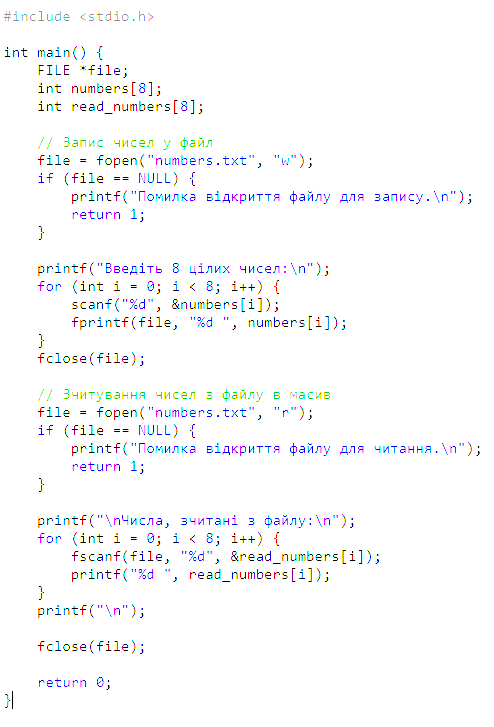 #include <stdio.h>

int main() {
    FILE *file;
    int numbers[8];
    int read_numbers[8];

    // Запис чисел у файл
    file = fopen("numbers.txt", "w");
    if (file == NULL) {
        printf("Помилка відкриття файлу для запису.\n");
        return 1;
    }

    printf("Введіть 8 цілих чисел:\n");
    for (int i = 0; i < 8; i++) {
        scanf("%d", &numbers[i]);
        fprintf(file, "%d ", numbers[i]);
    }
    fclose(file);

    // Зчитування чисел з файлу в масив
    file = fopen("numbers.txt", "r");
    if (file == NULL) {
        printf("Помилка відкриття файлу для читання.\n");
        return 1;
    }

    printf("\nЧисла, зчитані з файлу:\n");
    for (int i = 0; i < 8; i++) {
        fscanf(file, "%d", &read_numbers[i]);
        printf("%d ", read_numbers[i]);
    }
    printf("\n");

    fclose(file);

    return 0;
}